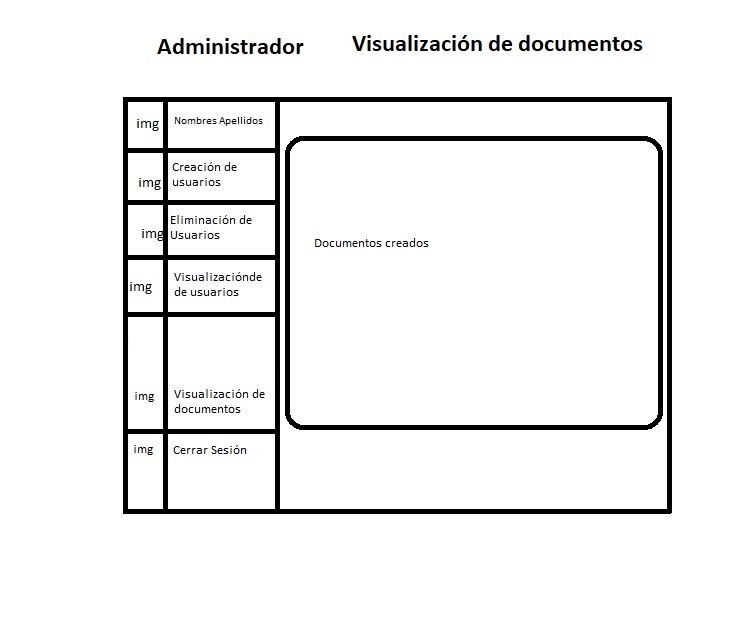 Administrador
Visualización de documentos
img
Nombres Apellidos
img
Creación de
usuarios
img
Eliminación de
Usuarios
img
Visualizaciónde
de usuarios
Documentos creados
img
Visualización de
documentos
img
Cerrar Sesión